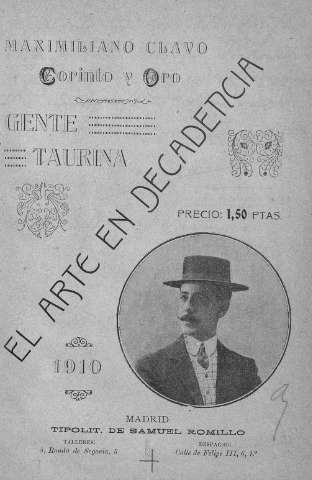 MAXIMILIANO CLAVO
Corinto y Oro
GENTE
TAURINA
EL ARTE EN DECADENCIA
PRECIO: 1,50 PTAS.
1910
MADRID
TIPOLIT. DE SAMUEL ROMILLO
TALLERES: DESPACHO:
3, Ronda de Segovia, 5 Calle de Felipe III, 6, 1.º